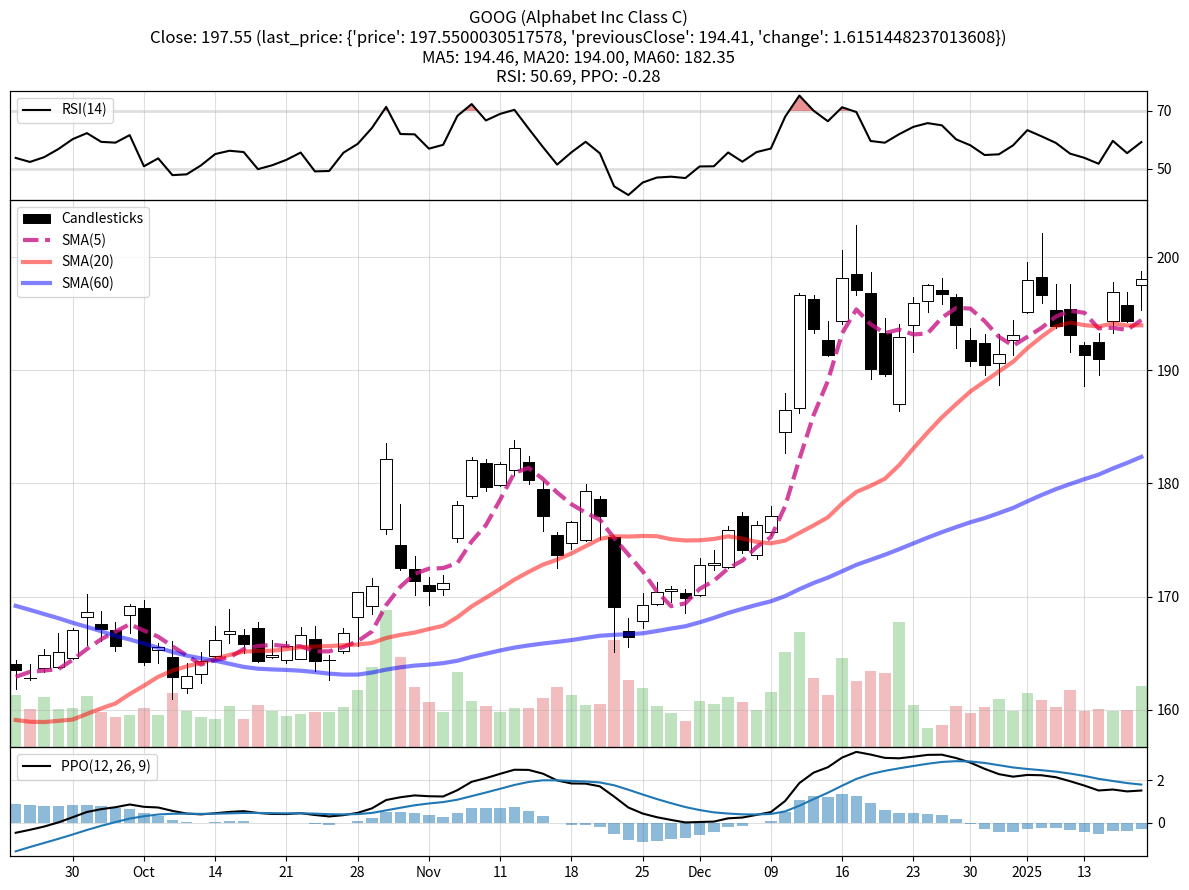 GOOG (Alphabet Inc Class C)
Close: 197.55 (last_price: {'price': 197.5500030517578, 'previousClose': 194.41, 'change': 1.6151448237013608})
MA5: 194.46, MA20: 194.00, MA60: 182.35
RSI: 50.69, PPO: -0.28
RSI(14)
70
50
Candlesticks
SMA(5)
SMA(20)
SMA(60)
200
190
180
170
160
PPO(12, 26, 9)
2
0
30 Oct 14 21 28 Nov 11 18 25 Dec 09 16 23 30 2025 13